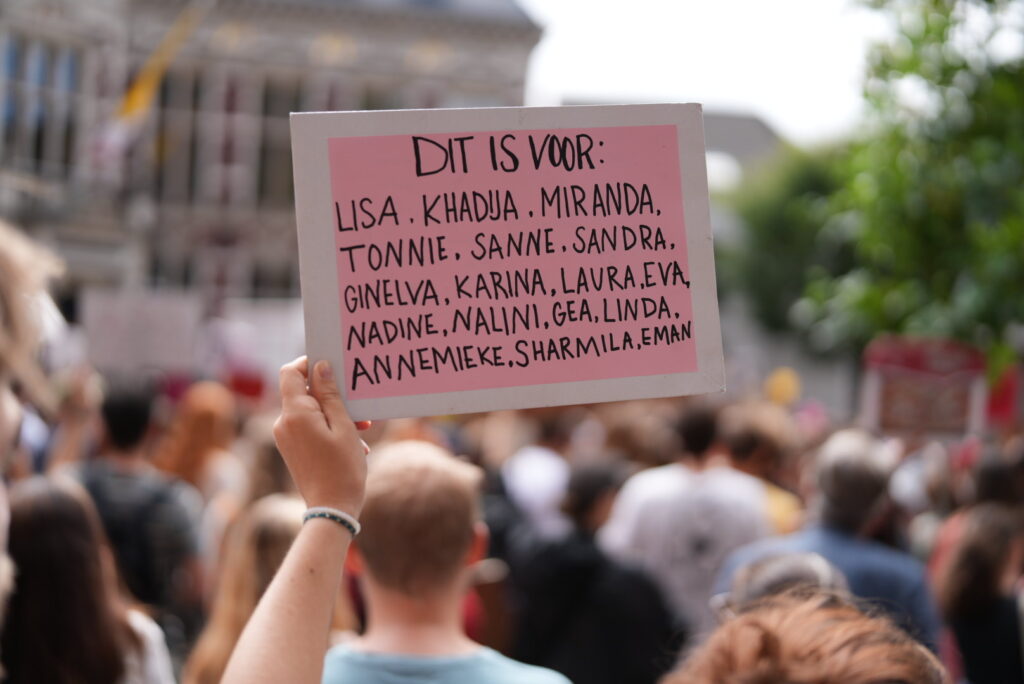 DIT IS VOOR:
LISA. KHADIJA. MIRANDA,
TONNIE, SANNE, SANDRA,
GINELVA, KARINA, LAURA, EVA,
NADINE, NALINI, GEA, LINDA,
ANNEMIEKE, SHARMILA, EMAN